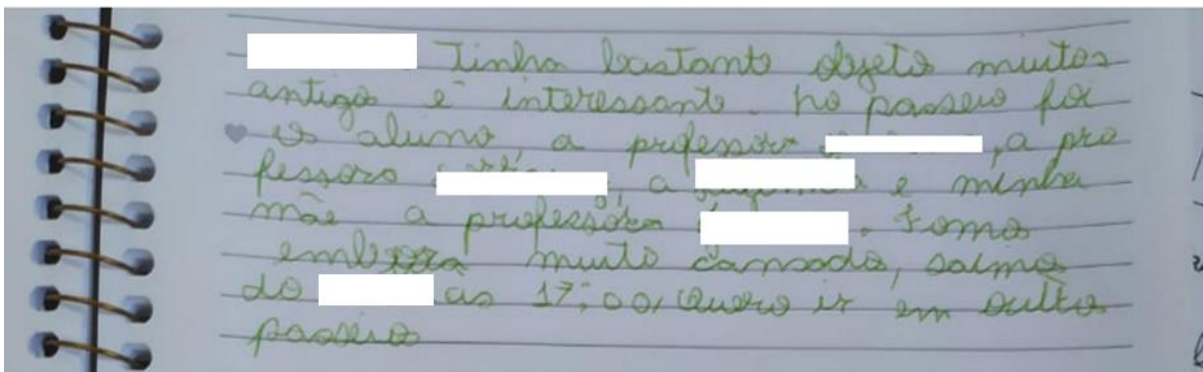 Tinha bastante objeto muitos
antigo e interessante. No passeio foi
os aluno, a professora , a pro
fessora , a e minha
mãe a professora . Fomos
embora muito cansado, saimos
do as 17:00, Quero ir em outro
passeio